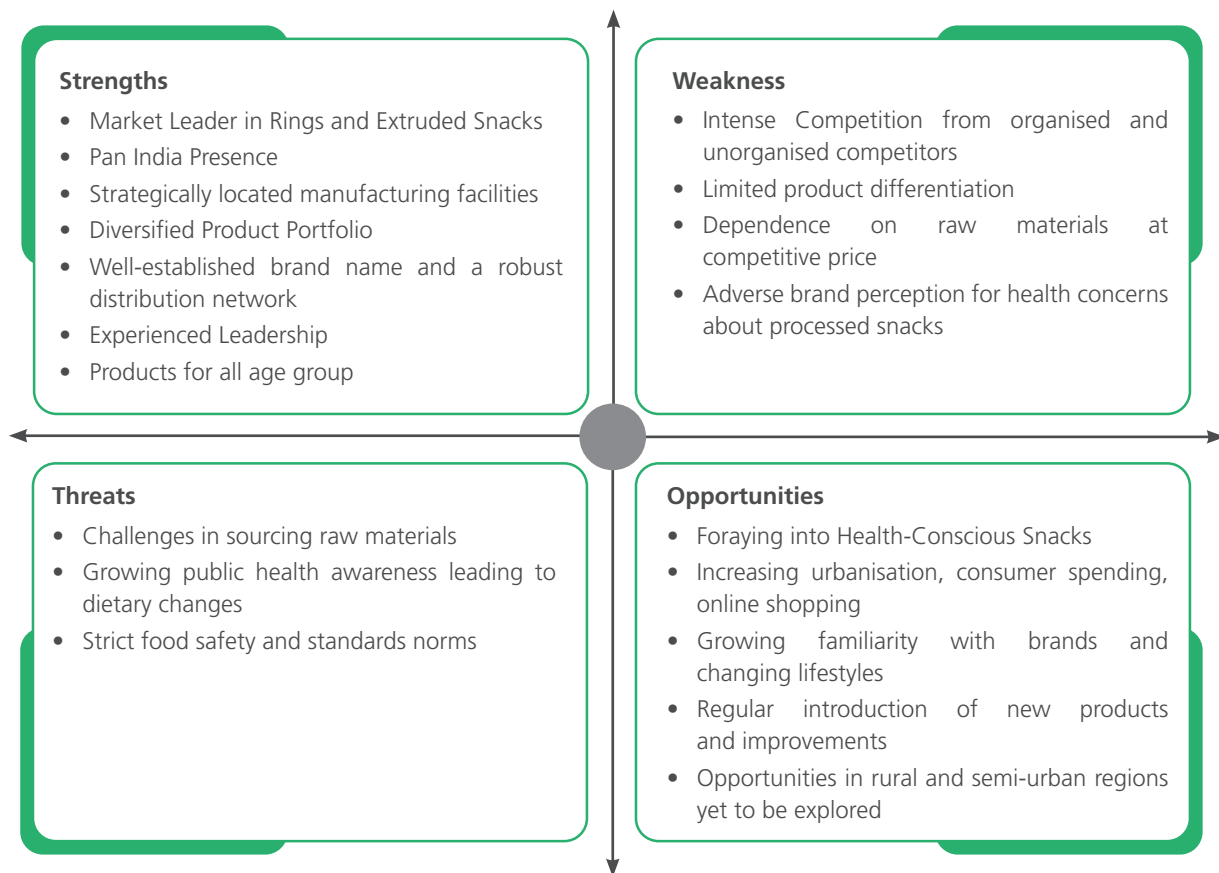 Strengths
• Market Leader in Rings and Extruded Snacks
• Pan India Presence
• Strategically located manufacturing facilities
• Diversified Product Portfolio
• Well-established brand name and a robust
distribution network
• Experienced Leadership
• Products for all age group
Weakness
• Intense Competition from organised and
unorganised competitors
• Limited product differentiation
• Dependence on raw materials at
competitive price
• Adverse brand perception for health concerns
about processed snacks
Threats
• Challenges in sourcing raw materials
• Growing public health awareness leading to
dietary changes
• Strict food safety and standards norms
Opportunities
• Foraying into Health-Conscious Snacks
• Increasing urbanisation, consumer spending,
online shopping
• Growing familiarity with brands and
changing lifestyles
• Regular introduction of new products
and improvements
• Opportunities in rural and semi-urban regions
yet to be explored